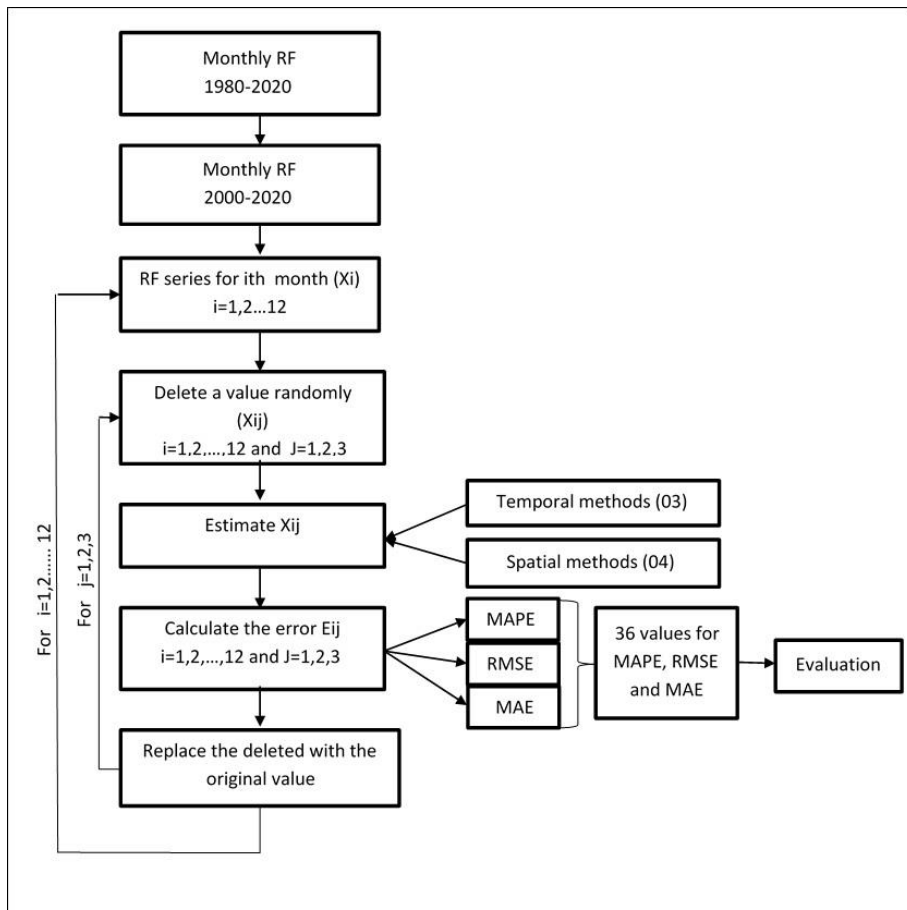 Monthly RF
1980-2020
Monthly RF
2000-2020
RF series for ith month (Xi)
i=1,2...12
Delete a value randomly
(Xij)
i=1,2,...,12 and J=1,2,3
Estimate Xij
Temporal methods (03)
Spatial methods (04)
Calculate the error Eij
i=1,2,...,12 and J=1,2,3
MAPE
RMSE
MAE
36 values for
MAPE, RMSE
and MAE
Evaluation
Replace the deleted with the
original value
For i=1,2...... 12
For j=1,2,3